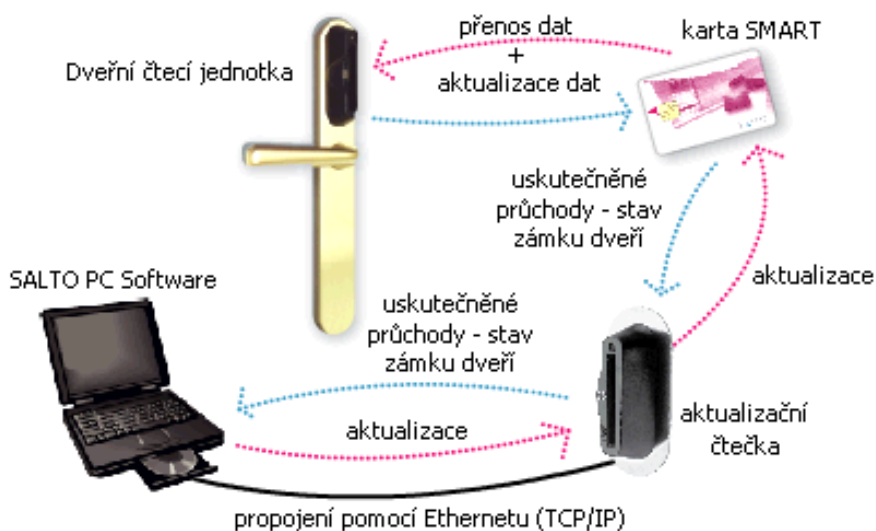 přenos dat
+
aktualizace dat
karta SMART
Dveřní čtecí jednotka
uskutečněné
průchody - stav
zámku dveří
aktualizace
SALTO PC Software
uskutečněné
průchody - stav
zámku dveří
aktualizace
aktualizační
čtečka
propojení pomocí Ethernetu (TCP/IP)